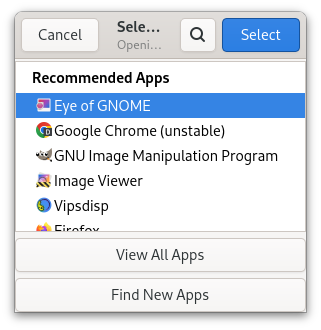 Cancel
Sele...
Openi...
Select
Recommended Apps
Eye of GNOME
Google Chrome (unstable)
GNU Image Manipulation Program
Image Viewer
Vipsdisp
Firefox
View All Apps
Find New Apps